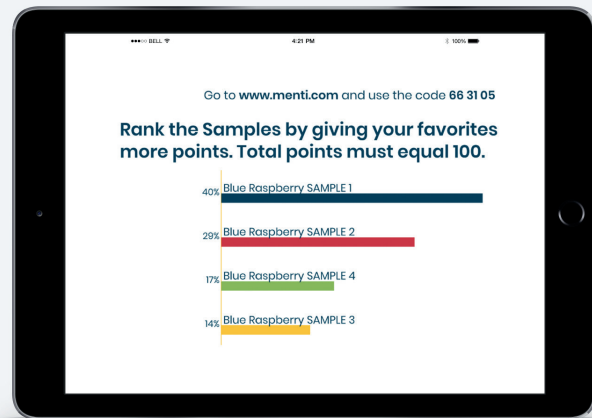 BELL 4:21 PM 100%
Go to www.menti.com and use the code 66 31 05
Rank the Samples by giving your favorites
more points. Total points must equal 100.
40% Blue Raspberry SAMPLE 1
29% Blue Raspberry SAMPLE 2
17% Blue Raspberry SAMPLE 4
14% Blue Raspberry SAMPLE 3